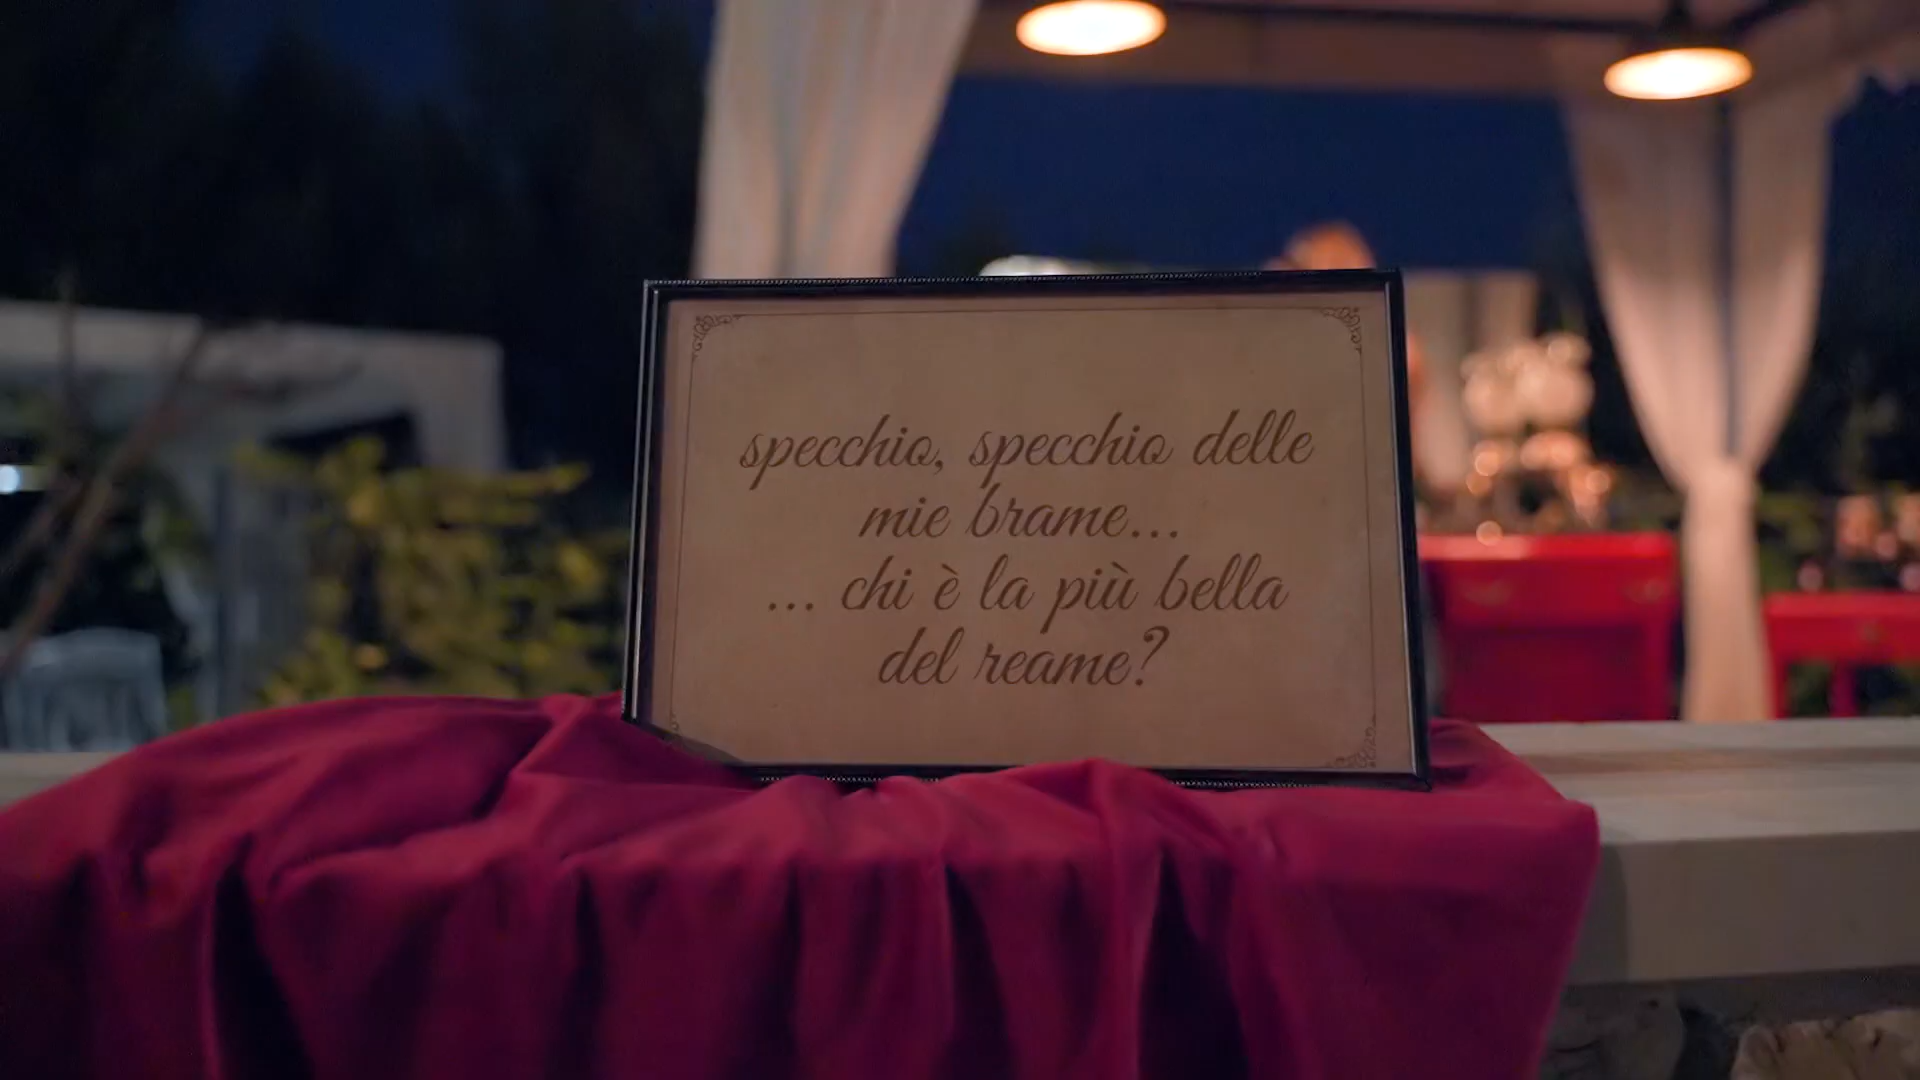 specchio, specchio delle
mie brame...
... chi è la più bella
del reame?